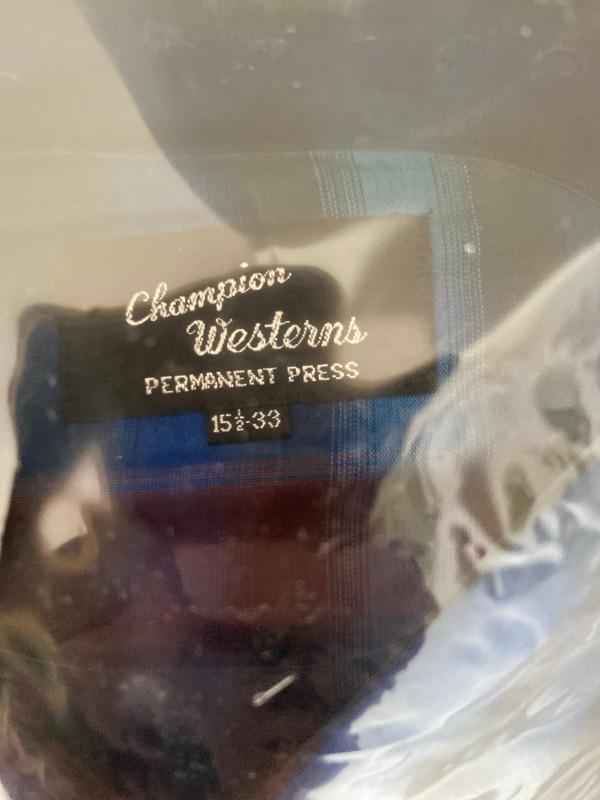 Champion
Westerns
PERMANENT PRESS
15½-33